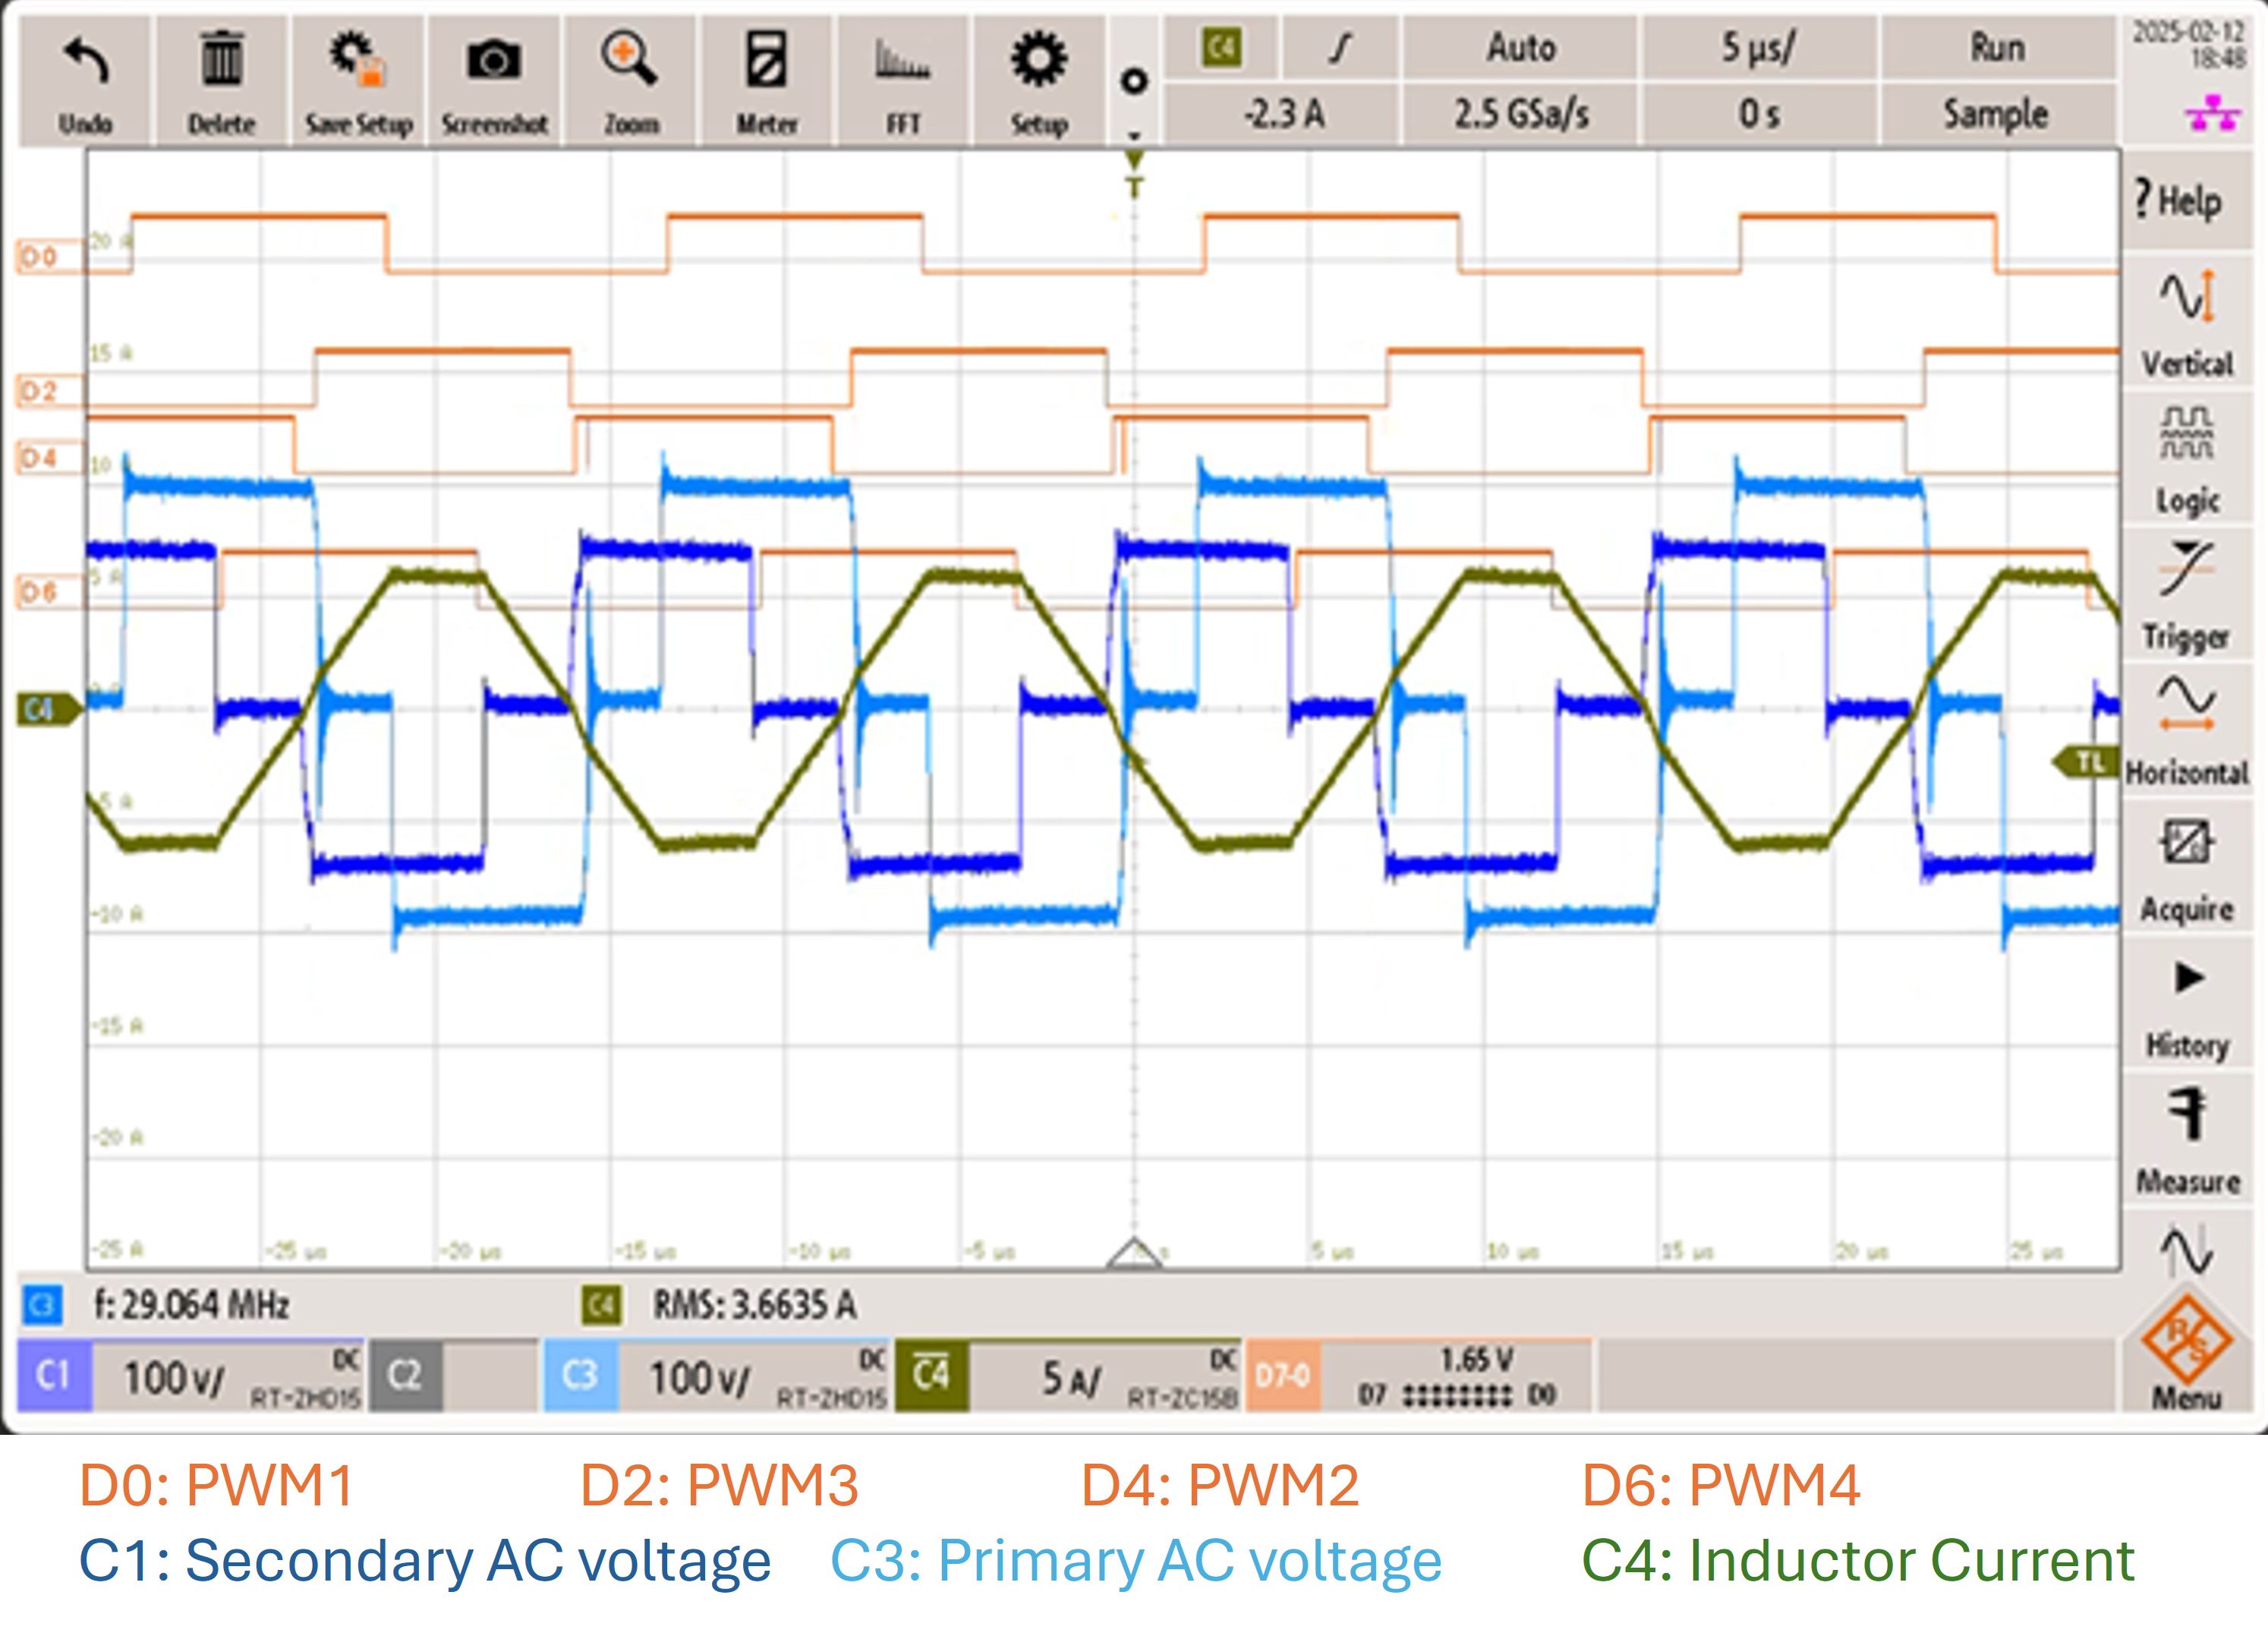 C4 Auto 5 µs/ Run 2025-02-12
18:48
Undo Delete Save Setup Screenshot Zoom Meter FFT Setup -2.3 A 2.5 GSa/s 0 s Sample
T
? Help
D0 20 A
Vertical
15 A
D2
D4 10
Logic
D6 5 A
Trigger
C4
TL Horizontal
-5 A
Acquire
-10 A
-15 A
History
-20 A
Measure
-25 A -25 µs -20 µs -15 µs -10 µs -5 µs s 5 µs 10 µs 15 µs 20 µs 25 µs
C3 f: 29.064 MHz C4 RMS: 3.6635 A
C1 100 V/ DC RT-ZHD15 C2 C3 100 V/ DC RT-ZHD15 C4 5 A/ DC RT-ZC15B D7-0 1.65 V D7 D0 R S Menu
D0: PWM1 D2: PWM3 D4: PWM2 D6: PWM4
C1: Secondary AC voltage C3: Primary AC voltage C4: Inductor Current